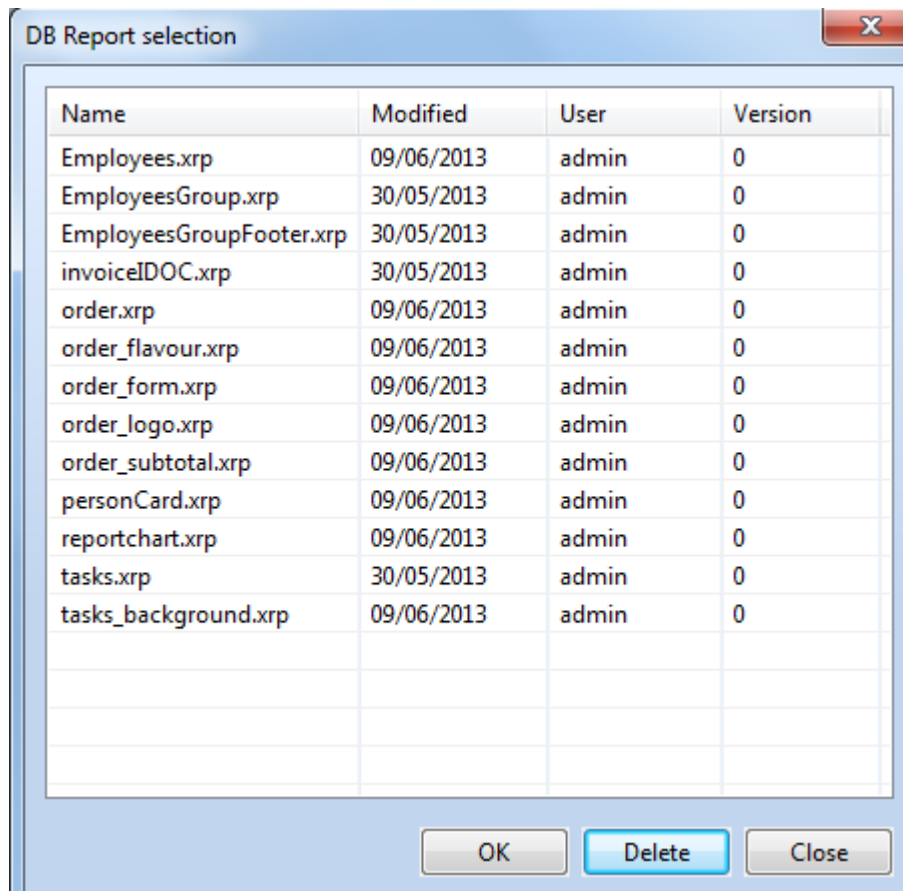 DB Report selection
Name Modified User Version
Employees.xrp 09/06/2013 admin 0
EmployeesGroup.xrp 30/05/2013 admin 0
EmployeesGroupFooter.xrp 30/05/2013 admin 0
invoiceIDOC.xrp 30/05/2013 admin 0
order.xrp 09/06/2013 admin 0
order_flavour.xrp 09/06/2013 admin 0
order_form.xrp 09/06/2013 admin 0
order_logo.xrp 09/06/2013 admin 0
order_subtotal.xrp 09/06/2013 admin 0
personCard.xrp 09/06/2013 admin 0
reportchart.xrp 09/06/2013 admin 0
tasks.xrp 30/05/2013 admin 0
tasks_background.xrp 09/06/2013 admin 0
OK Delete Close